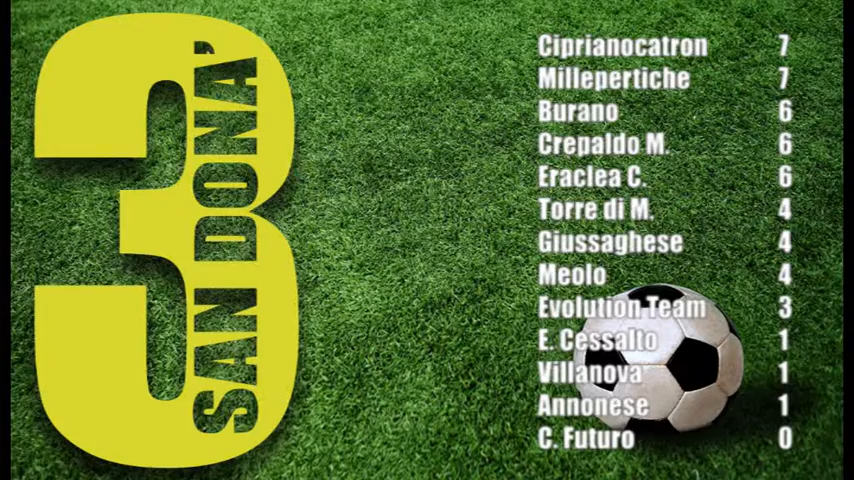 3
SAN DONA'
Ciprianocatron 7
Millepertiche 7
Burano 6
Crepaldo M. 6
Eraclea C. 6
Torre di M. 4
Giussaghese 4
Meolo 4
Evolution Team 3
E. Cessalto 1
Villanova 1
Annonese 1
C. Futuro 0